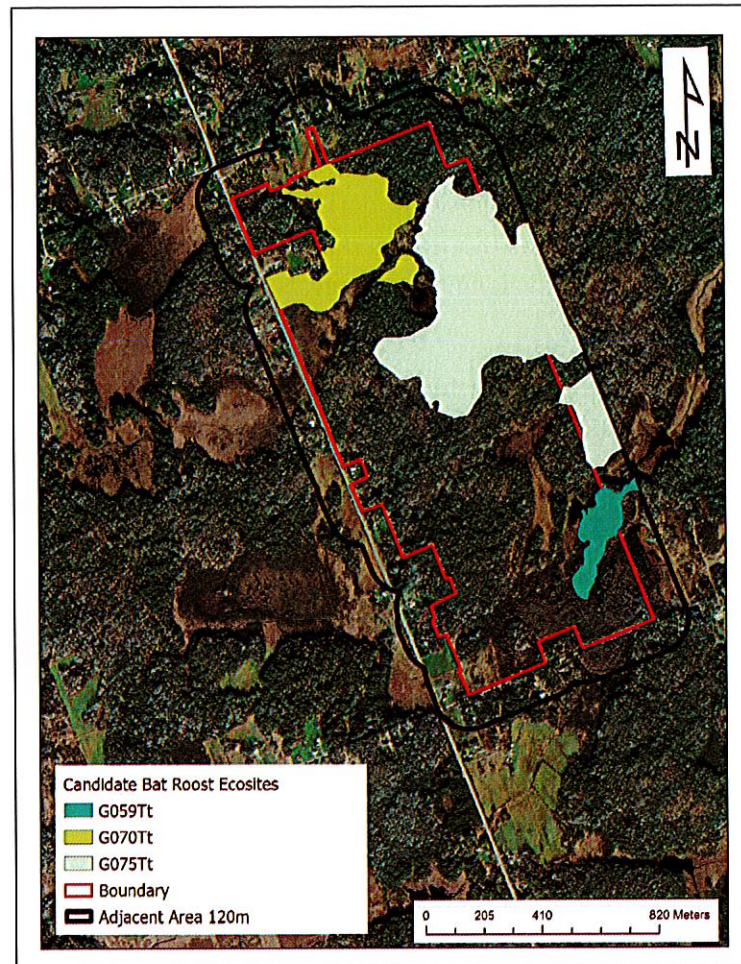 N
Candidate Bat Roost Ecosites
G059Tt
G070Tt
G075Tt
Boundary
Adjacent Area 120m
0 205 410 820 Meters